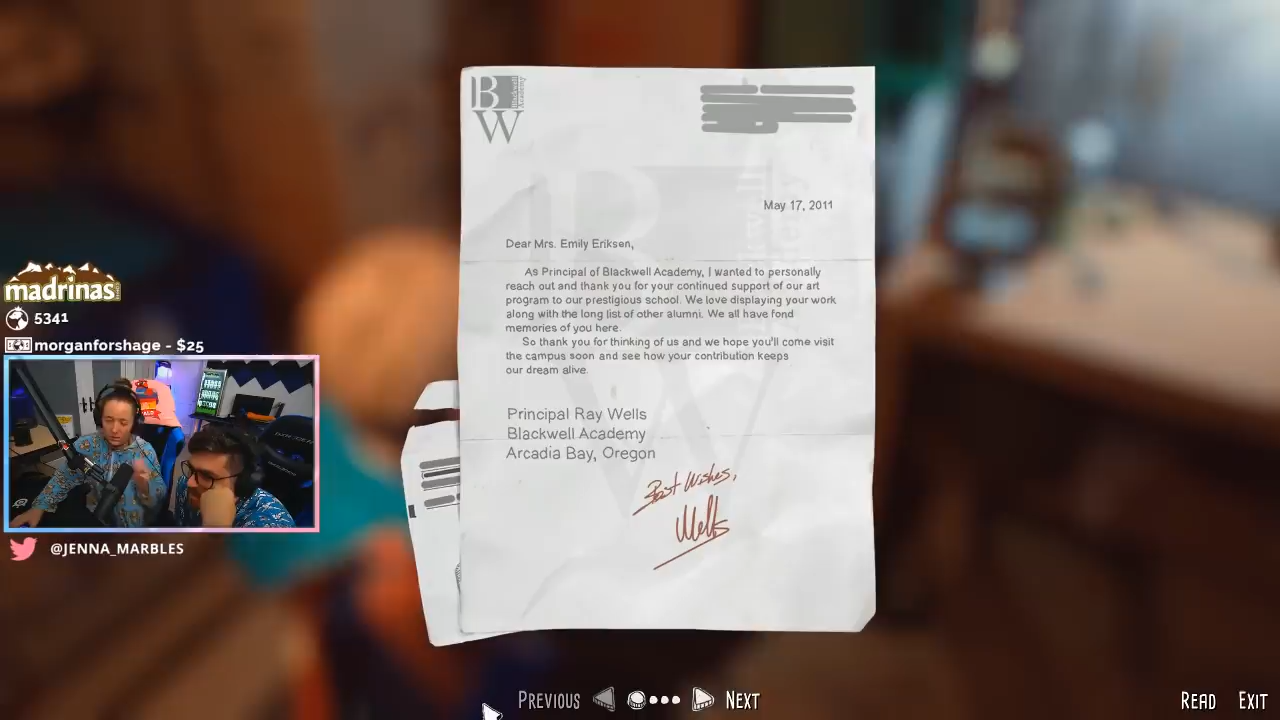 B
Blackwell
Academy
W
May 17, 2011
Dear Mrs. Emily Eriksen,
As Principal of Blackwell Academy, I wanted to personally
reach out and thank you for your continued support of our art
program to our prestigious school. We love displaying your work
along with the long list of other alumni. We all have fond
memories of you here.
So thank you for thinking of us and we hope you'll come visit
the campus soon and see how your contribution keeps
our dream alive.
Principal Ray Wells
Blackwell Academy
Arcadia Bay, Oregon
Best Wishes,
Wells
madrinas
5341
morganforshage - $25
@JENNA_MARBLES
PREVIOUS
NEXT
READ
EXIT